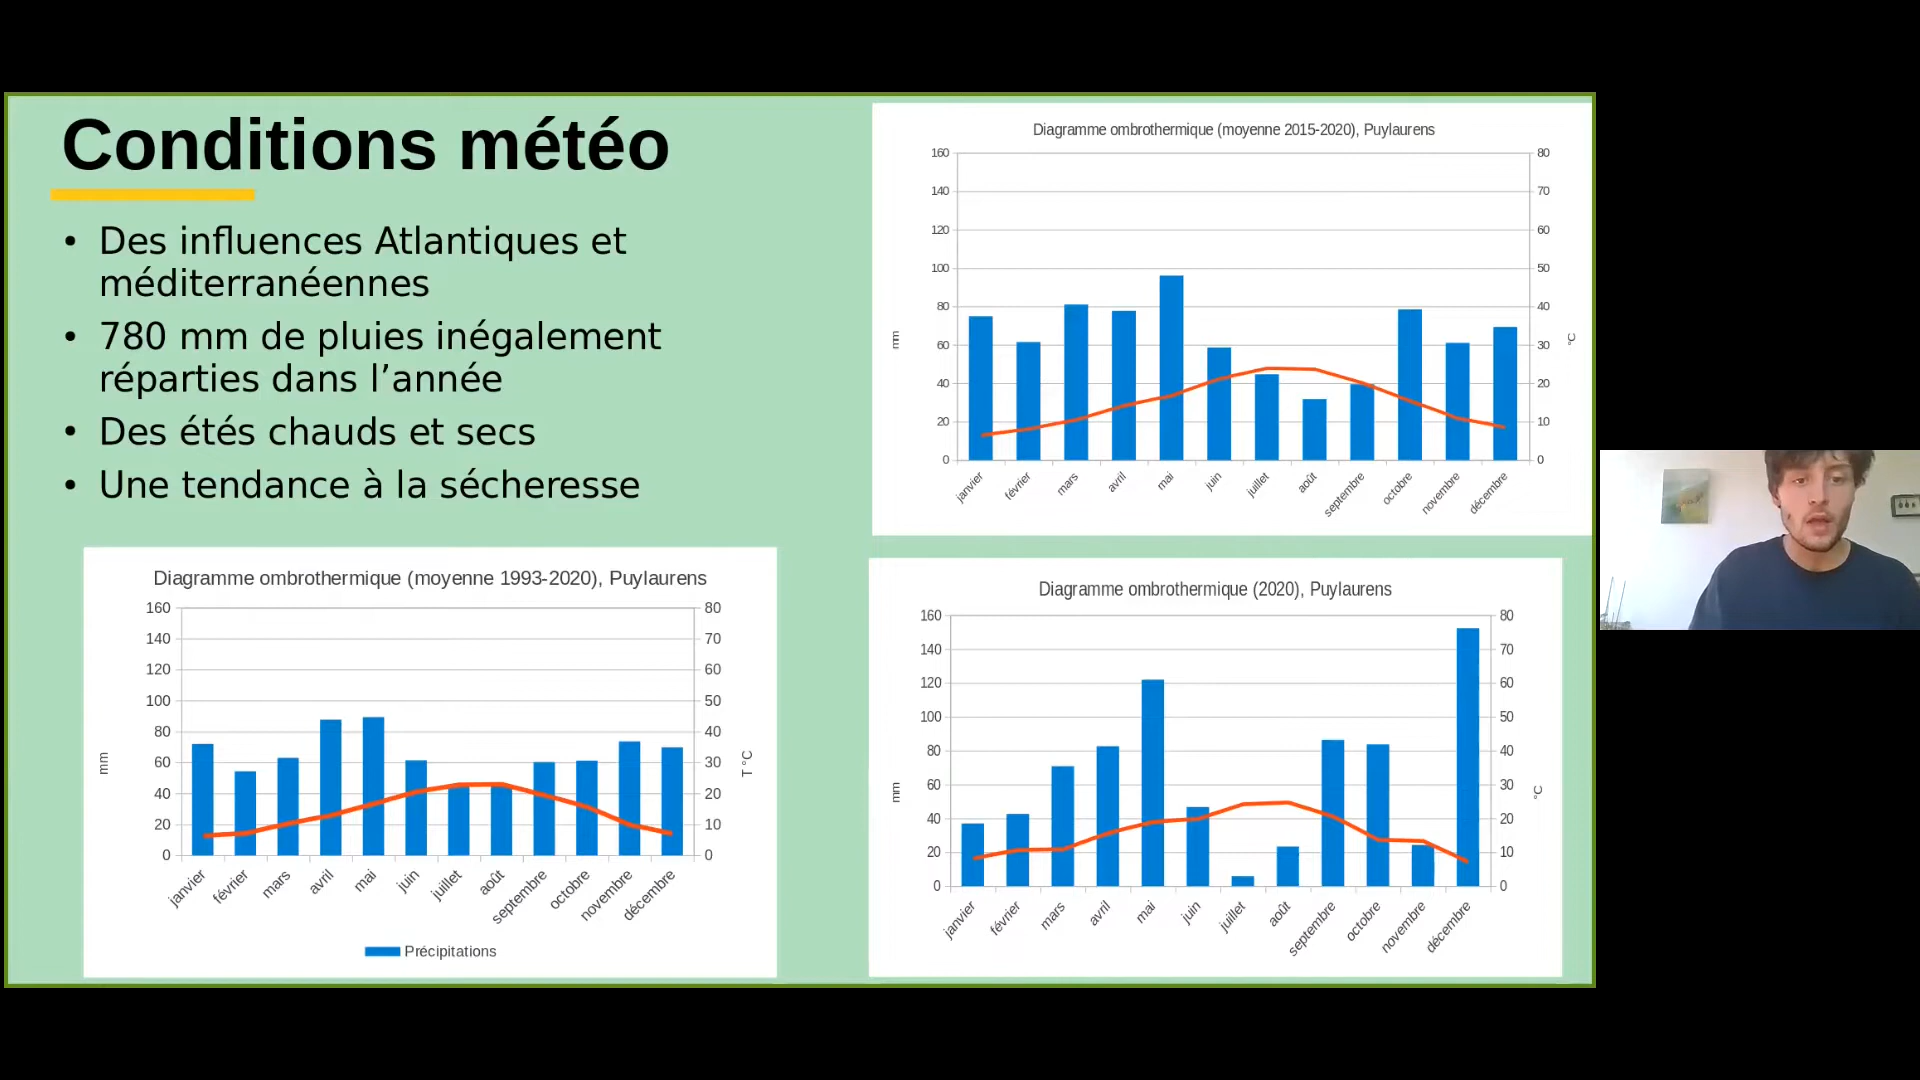 Conditions météo
• Des influences Atlantiques et
méditerranéennes
• 780 mm de pluies inégalement
réparties dans l’année
• Des étés chauds et secs
• Une tendance à la sécheresse
Diagramme ombrothermique (moyenne 2015-2020), Puylaurens
160 80
140 70
120 60
100 50
80 40
mm °C
60 30
40 20
20 10
0 0
janvier février mars avril mai juin juillet août septembre octobre novembre décembre
Diagramme ombrothermique (moyenne 1993-2020), Puylaurens
160 80
140 70
120 60
100 50
80 40
mm T °C
60 30
40 20
20 10
0 0
janvier février mars avril mai juin juillet août septembre octobre novembre décembre
Précipitations
Diagramme ombrothermique (2020), Puylaurens
160 80
140 70
120 60
100 50
80 40
60 30
mm °C
40 20
20 10
0 0
janvier février mars avril mai juin juillet août septembre octobre novembre décembre